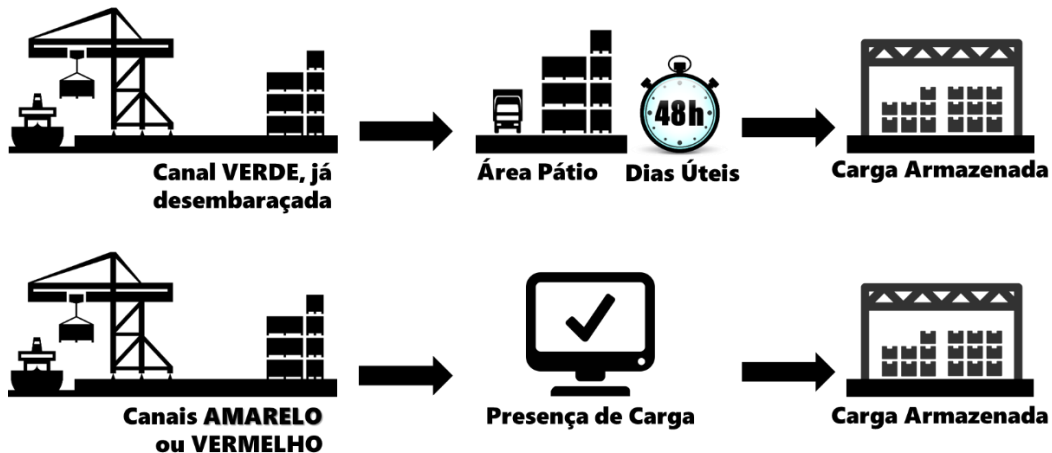 48h
Canal VERDE, já
desembaraçada
Área Pátio
Dias Úteis
Carga Armazenada
Canais AMARELO
ou VERMELHO
Presença de Carga
Carga Armazenada